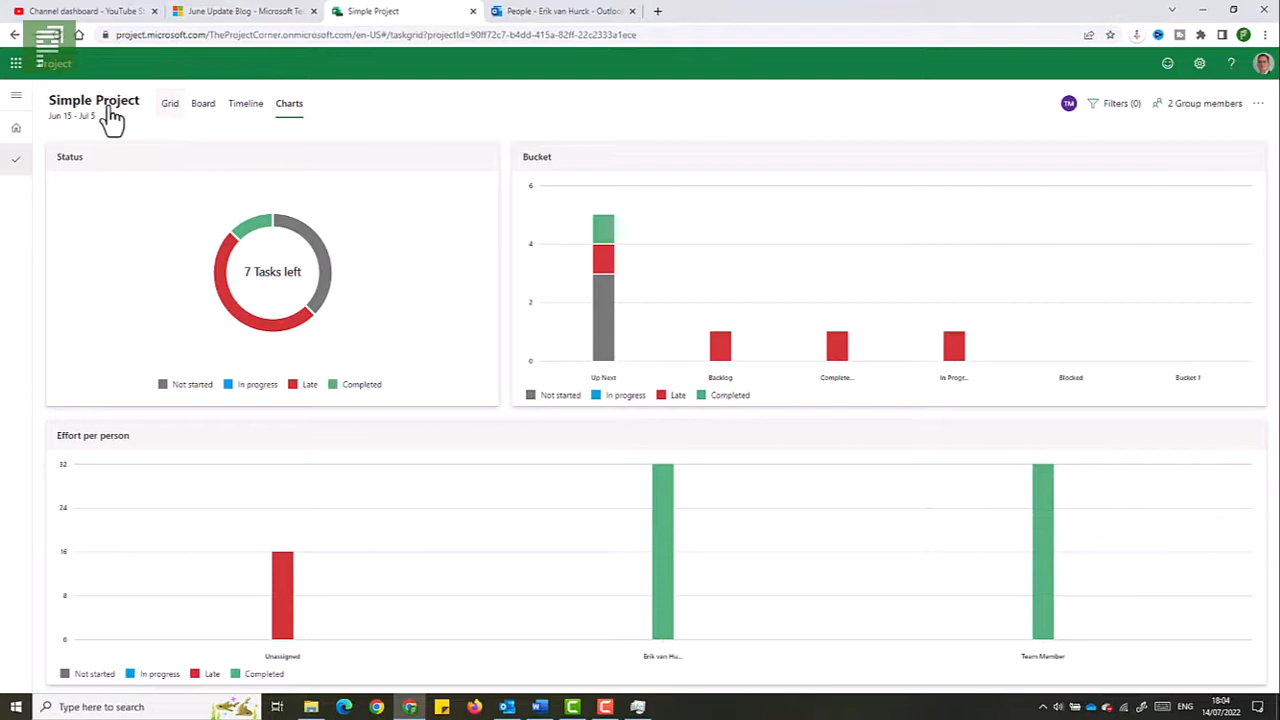 Channel dashboard - YouTube St
June Update Blog - Microsoft Te
Simple Project
People - Erik van Hurck - Outloo
project.microsoft.com/TheProjectCorner.onmicrosoft.com/en-US#/taskgrid?projectId=90ff72c7-b4dd-415a-82ff-22c2333a1ece
Project
Simple Project
Grid
Board
Timeline
Charts
TM
Filters (0)
2 Group members
Jun 15 - Jul 5
Status
7 Tasks left
Not started
In progress
Late
Completed
Bucket
6
4
2
0
Up Next
Backlog
Complete...
In Progr...
Blocked
Bucket 1
Not started
In progress
Late
Completed
Effort per person
32
24
16
8
0
Unassigned
Erik van Hu...
Team Member
Not started
In progress
Late
Completed
Type here to search
ENG
18:04
14/07/2022